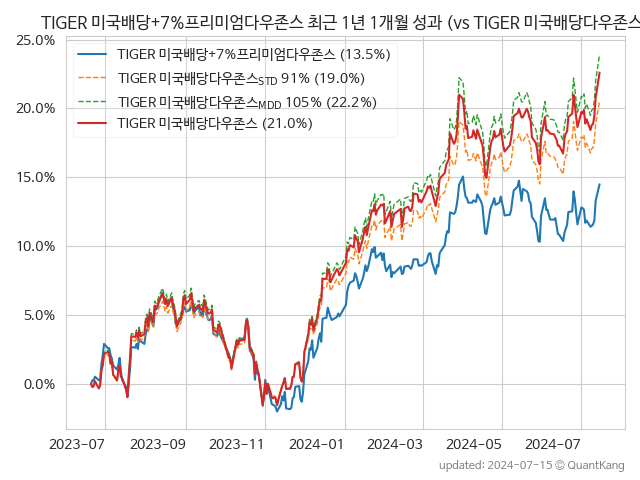 TIGER 미국배당+7%프리미엄다우존스 최근 1년 1개월 성과 (vs TIGER 미국배당다우존스
25.0%
20.0%
15.0%
10.0%
5.0%
0.0%
TIGER 미국배당+7%프리미엄다우존스 (13.5%)
TIGER 미국배당다우존스STD 91% (19.0%)
TIGER 미국배당다우존스MDD 105% (22.2%)
TIGER 미국배당다우존스 (21.0%)
2023-07 2023-09 2023-11 2024-01 2024-03 2024-05 2024-07
updated: 2024-07-15 © QuantKang